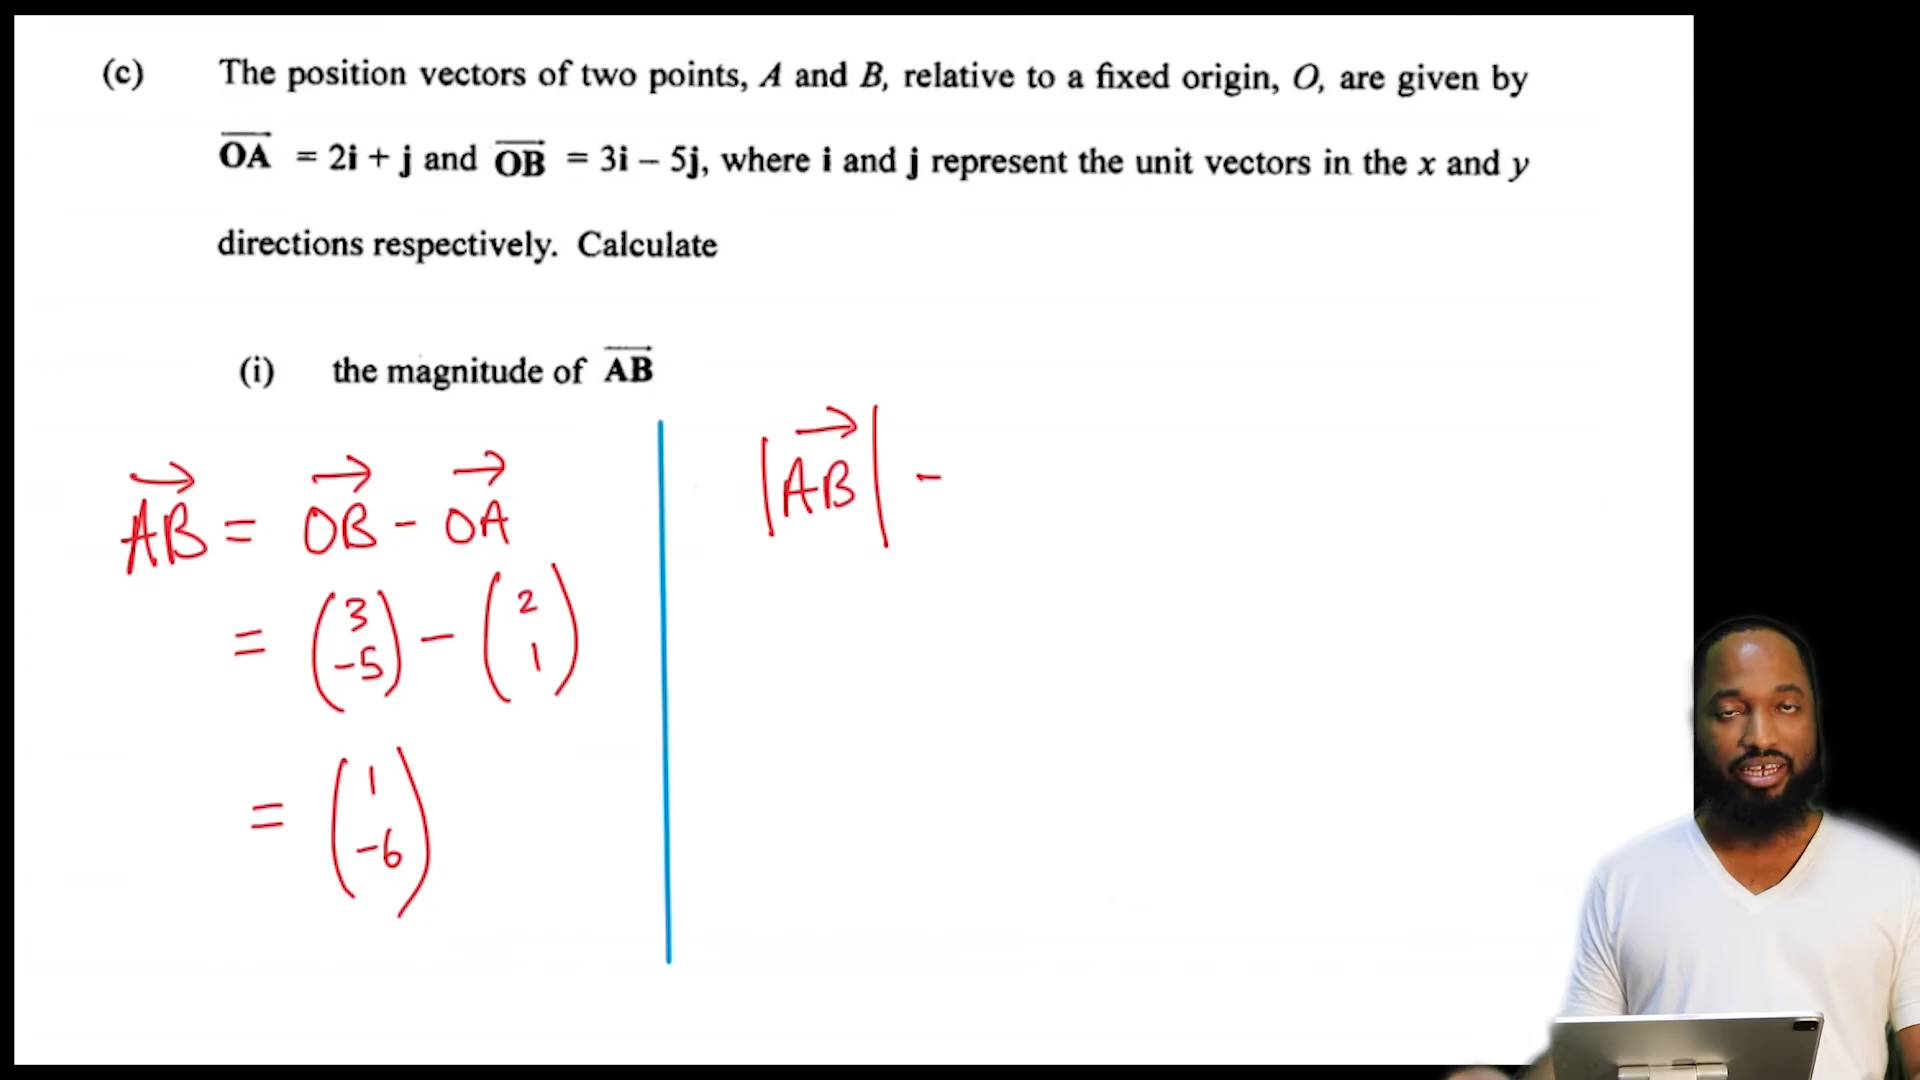 (c) The position vectors of two points, A and B, relative to a fixed origin, O, are given by
OA = 2i + j and OB = 3i – 5j, where i and j represent the unit vectors in the x and y
directions respectively. Calculate
(i) the magnitude of AB
AB = OB - OA
= (3 -5) - (2 1)
= (1 -6)
|AB| -